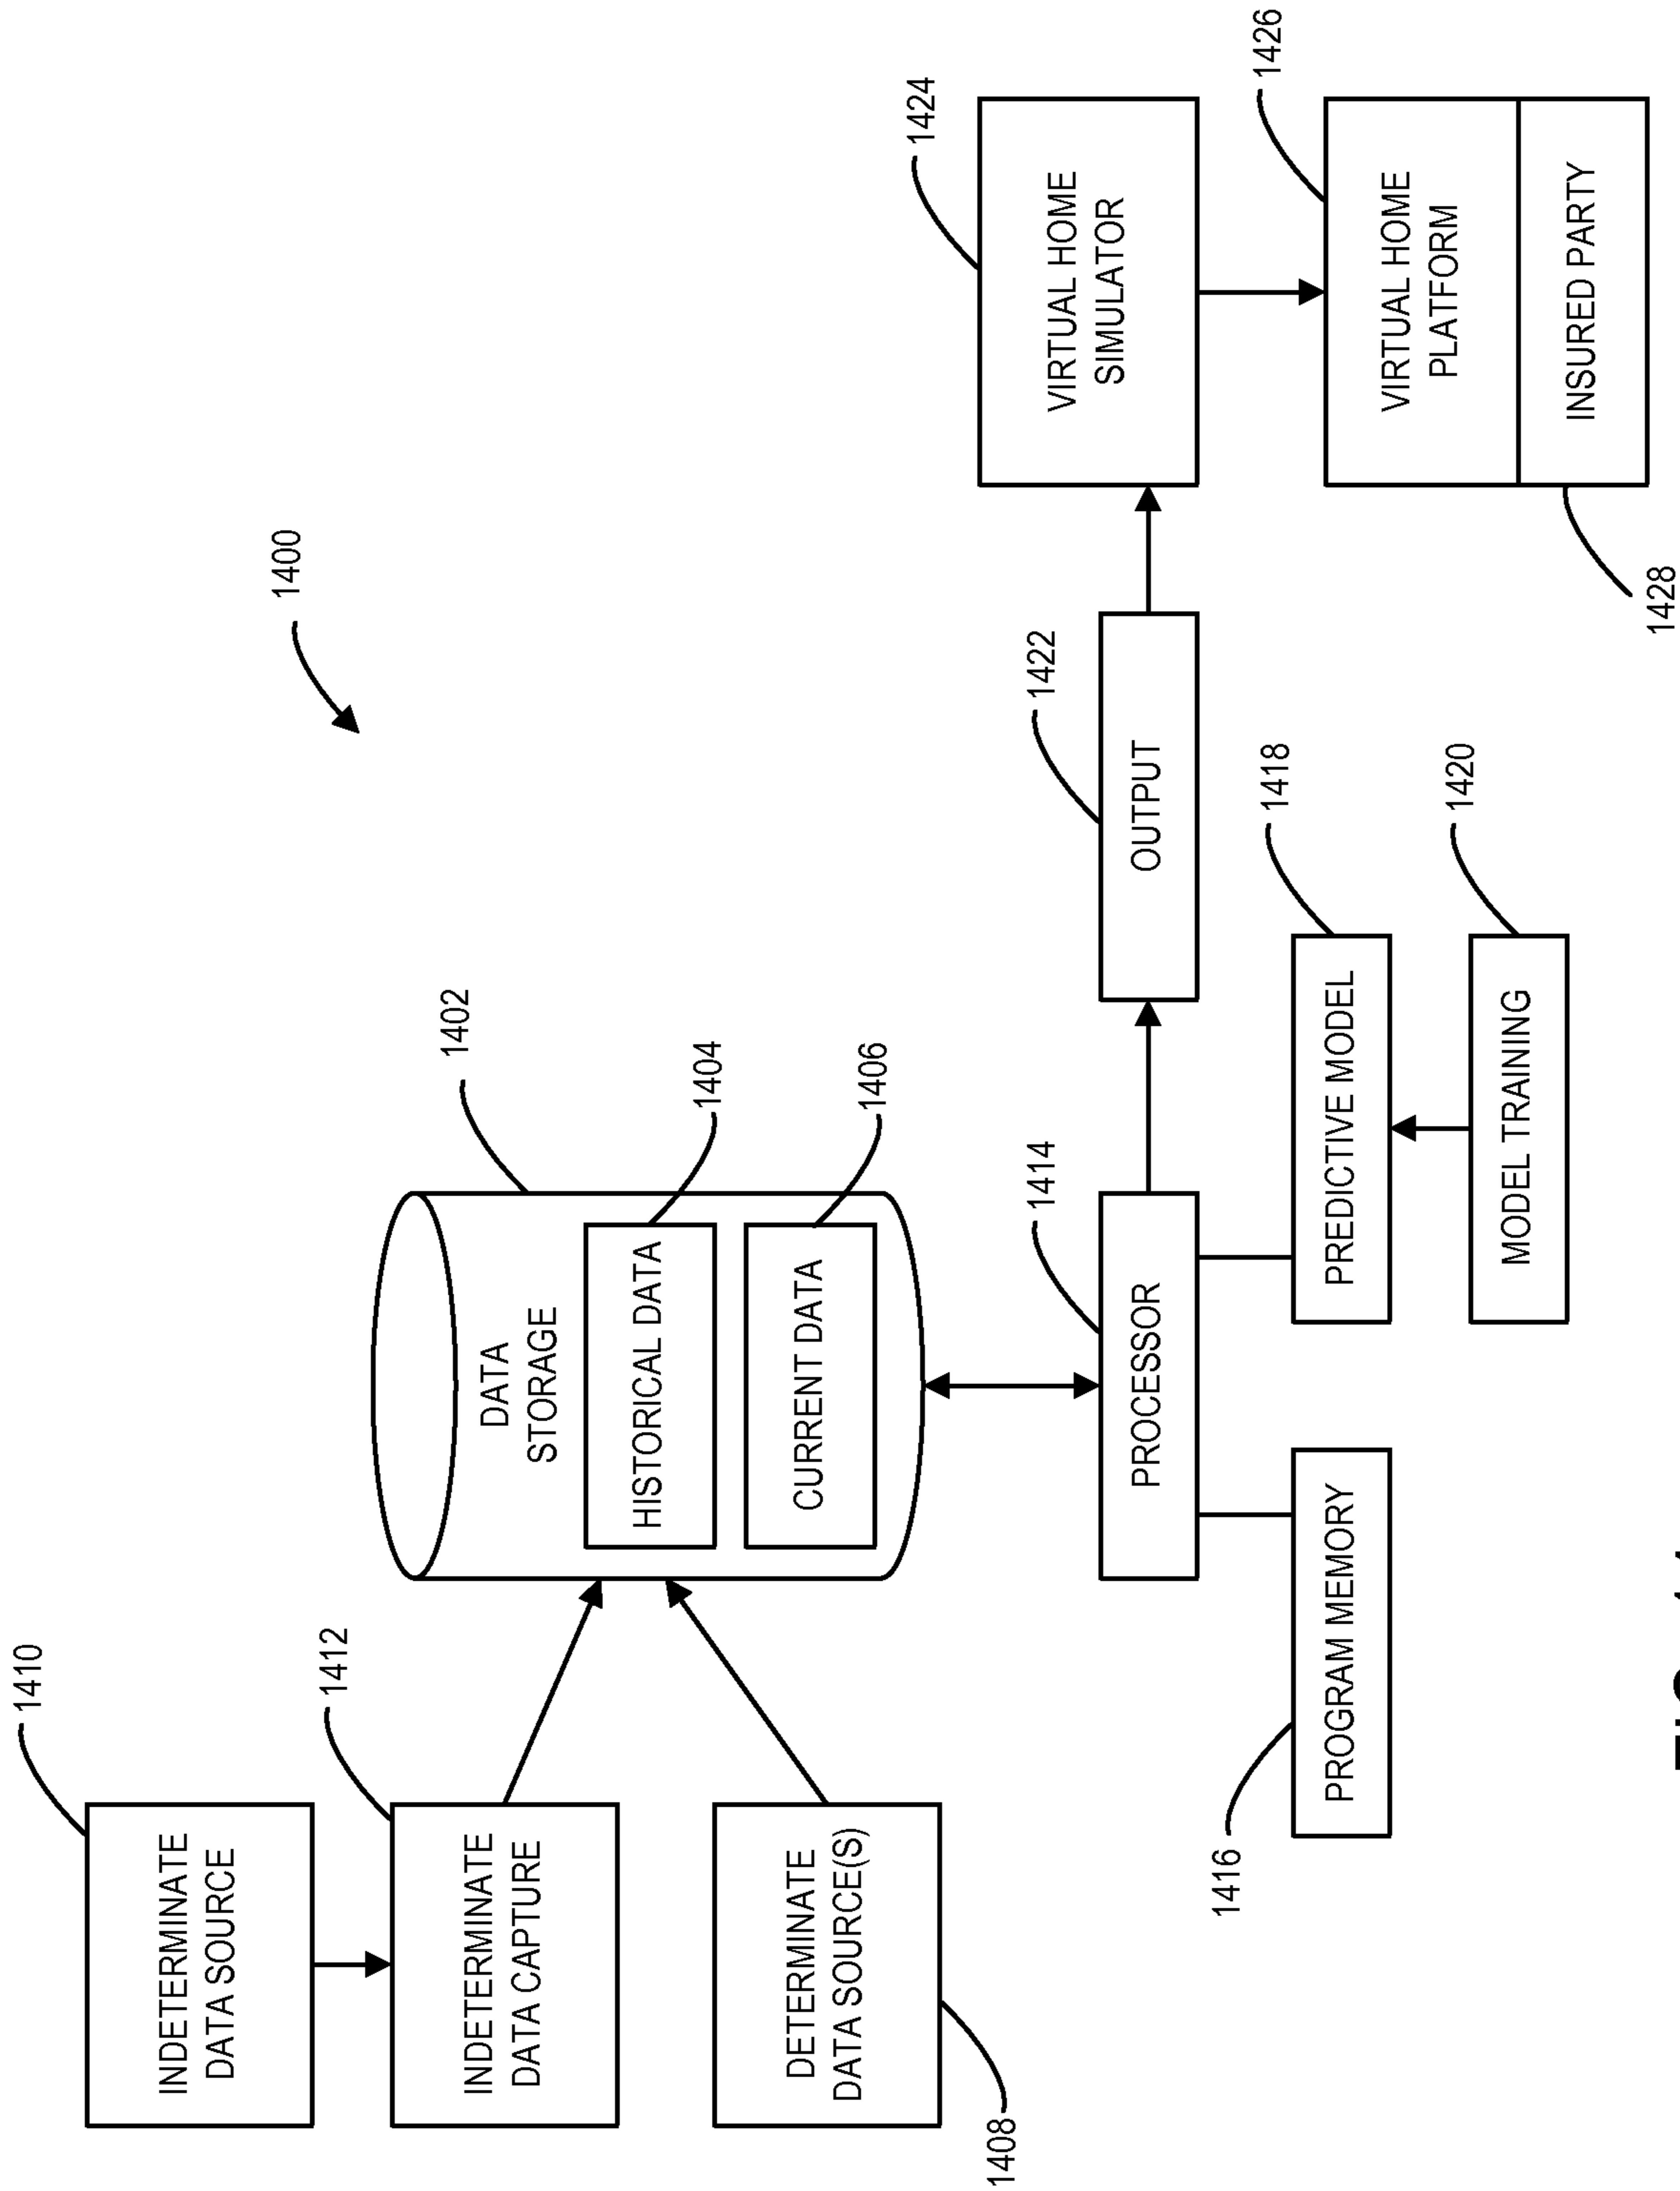 1400
1410
INDETERMINATE
DATA SOURCE
1412
INDETERMINATE
DATA CAPTURE
DETERMINATE
DATA SOURCE(S)
1408
1402
DATA
STORAGE
HISTORICAL DATA
1404
CURRENT DATA
1406
PROCESSOR
1414
PROGRAM MEMORY
1416
PREDICTIVE MODEL
1418
MODEL TRAINING
1420
OUTPUT
1422
VIRTUAL HOME
SIMULATOR
1424
VIRTUAL HOME
PLATFORM
1426
INSURED PARTY
1428